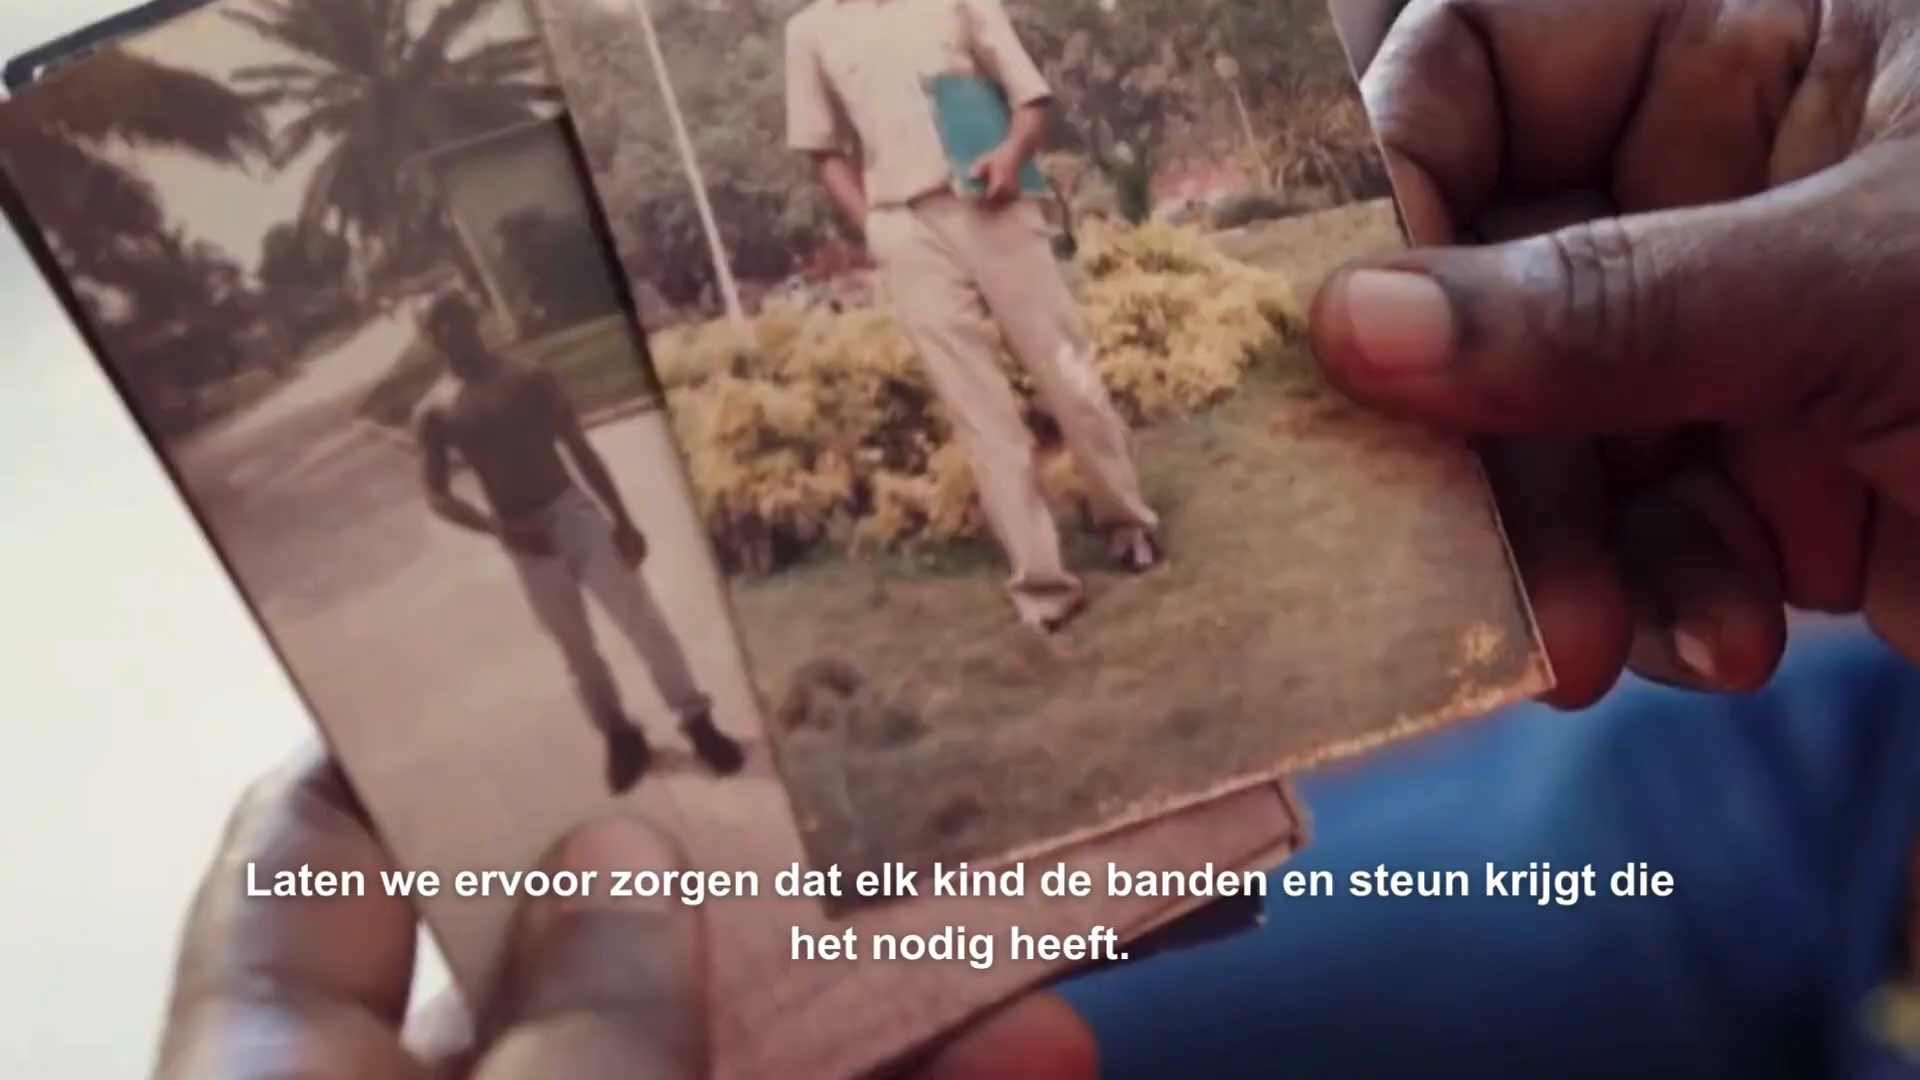 Laten we ervoor zorgen dat elk kind de banden en steun krijgt die
het nodig heeft.